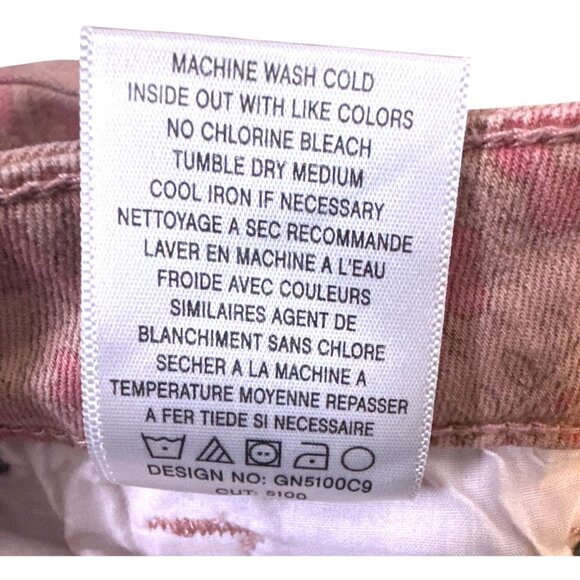 MACHINE WASH COLD
INSIDE OUT WITH LIKE COLORS
NO CHLORINE BLEACH
TUMBLE DRY MEDIUM
COOL IRON IF NECESSARY
NETTOYAGE A SEC RECOMMANDE
LAVER EN MACHINE A L'EAU
FROIDE AVEC COULEURS
SIMILAIRES AGENT DE
BLANCHIMENT SANS CHLORE
SECHER A LA MACHINE A
TEMPERATURE MOYENNE REPASSER
A FER TIEDE SI NECESSAIRE
DESIGN NO: GN5100C9
CUT: 5100